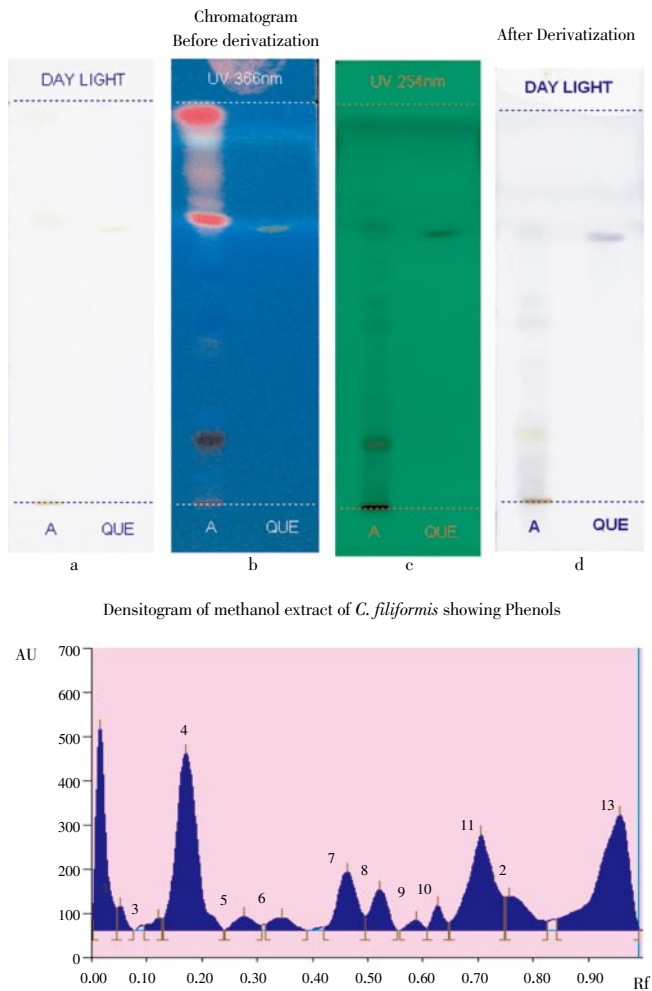 Chromatogram
Before derivatization
After Derivatization
DAY LIGHT
UV 366nm
UV 254nm
DAY LIGHT
A QUE
A QUE
A QUE
A QUE
a
b
c
d
Densitogram of methanol extract of C. filiformis showing Phenols
AU
700
600
500
400
300
200
100
0
3
4
5
6
7
8
9
10
11
2
13
0.00 0.10 0.20 0.30 0.40 0.50 0.60 0.70 0.80 0.90 Rf